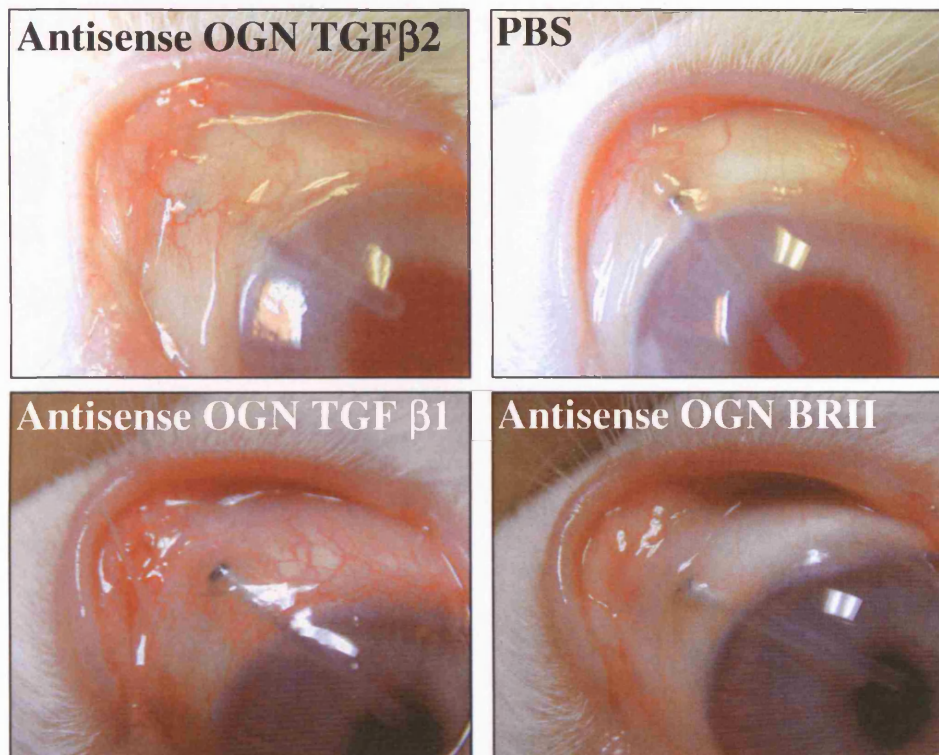 Antisense OGN TGFβ2
PBS
Antisense OGN TGF β1
Antisense OGN BRII